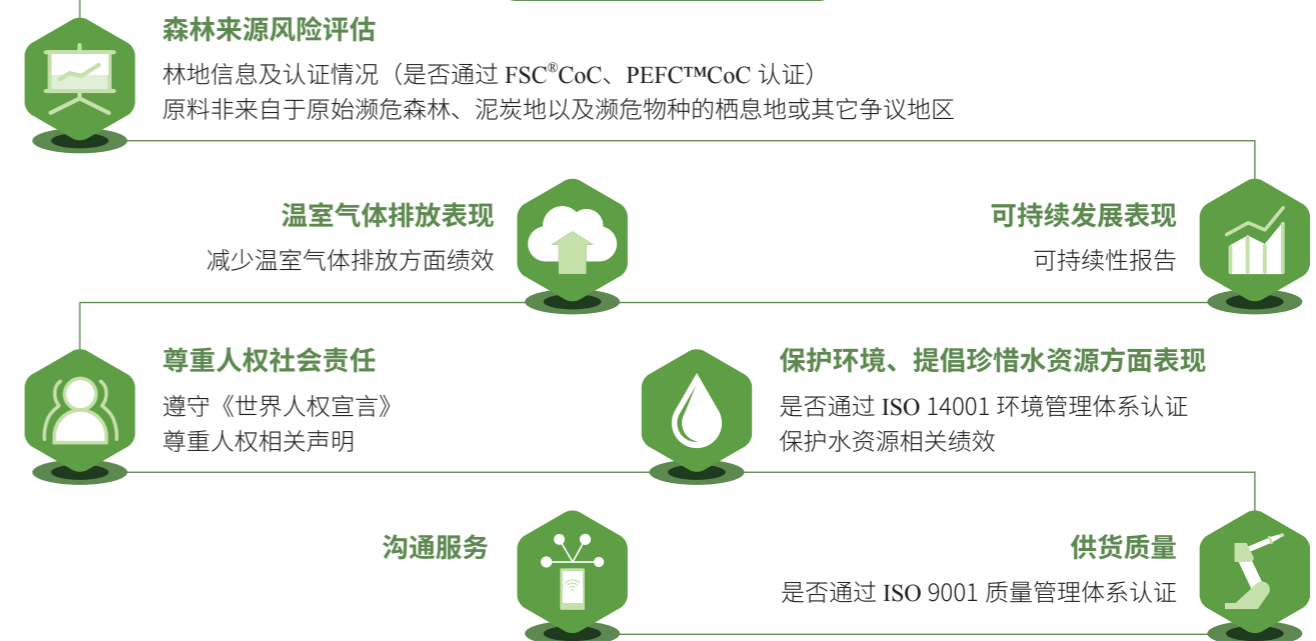 森林来源风险评估
林地信息及认证情况（是否通过 FSC®CoC、PEFC™CoC 认证）
原料非来自于原始濒危森林、泥炭地以及濒危物种的栖息地或其它争议地区
温室气体排放表现
减少温室气体排放方面绩效
可持续发展表现
可持续性报告
尊重人权社会责任
遵守《世界人权宣言》
尊重人权相关声明
保护环境、提倡珍惜水资源方面表现
是否通过 ISO 14001 环境管理体系认证
保护水资源相关绩效
沟通服务
供货质量
是否通过 ISO 9001 质量管理体系认证